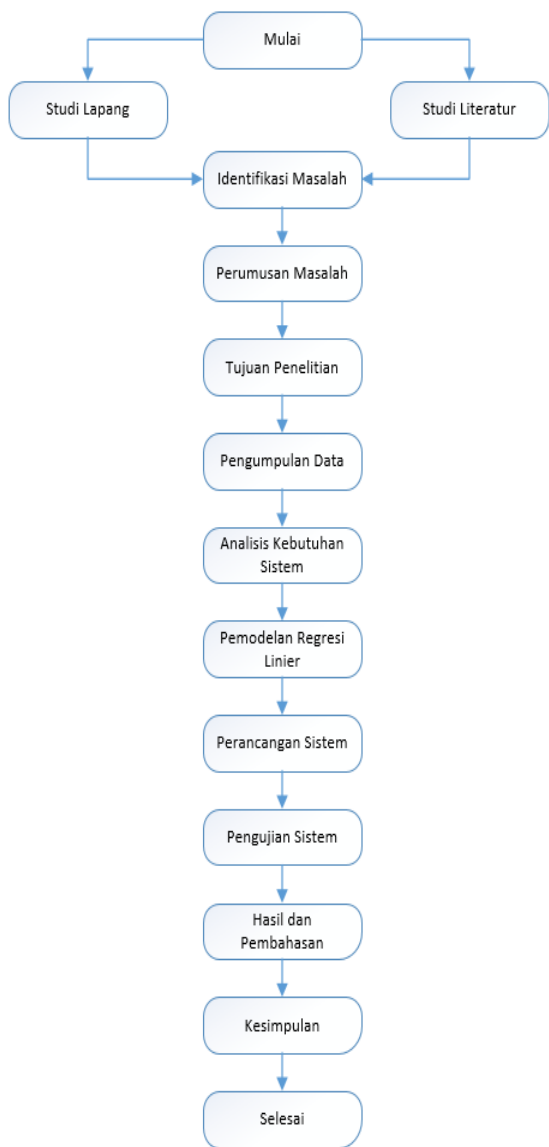 Mulai
Studi Lapang
Studi Literatur
Identifikasi Masalah
Perumusan Masalah
Tujuan Penelitian
Pengumpulan Data
Analisis Kebutuhan
Sistem
Pemodelan Regresi
Linier
Perancangan Sistem
Pengujian Sistem
Hasil dan
Pembahasan
Kesimpulan
Selesai